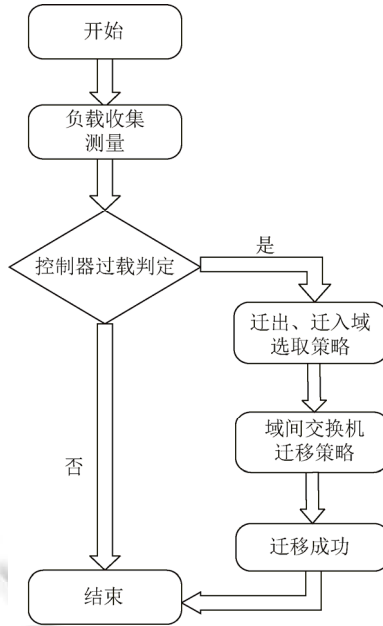 开始
负载收集
测量
控制器过载判定
是
迁出、迁入域
选取策略
域间交换机
迁移策略
否
迁移成功
结束